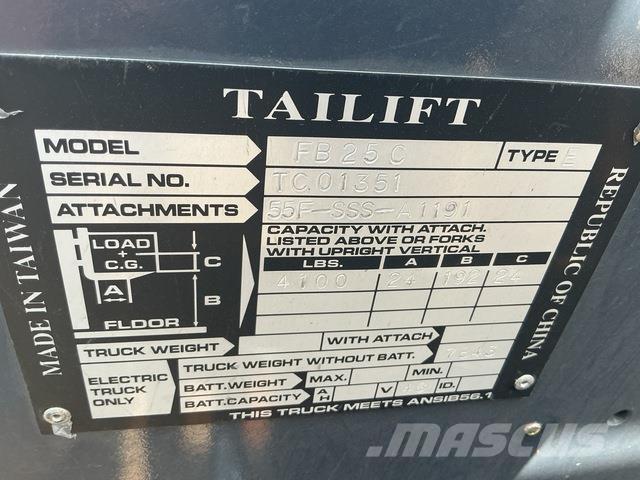 TAILIFT
MODEL FB25C TYPE E
SERIAL NO. TC01351
ATTACHMENTS 55F-SSS-A1191
CAPACITY WITH ATTACH.
LISTED ABOVE OR FORKS
WITH UPRIGHT VERTICAL
LBS. A B C
4100 24 192 24
LOAD
+
C.G.
C
A
B
FLOOR
TRUCK WEIGHT WITH ATTACH
ELECTRIC
TRUCK
ONLY
TRUCK WEIGHT WITHOUT BATT.
BATT.WEIGHT MAX. MIN.
BATT.CAPACITY A
H V ID.
THIS TRUCK MEETS ANSIB56.1
MADE IN TAIWAN
REPUBLIC OF CHINA
MASCUS